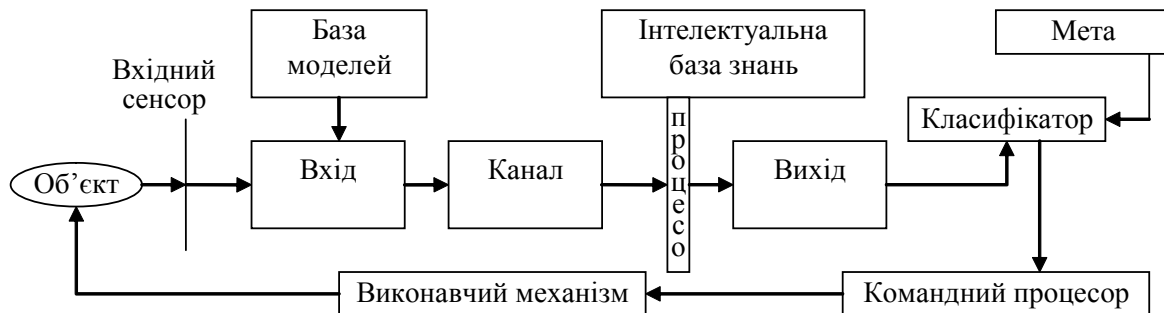 База
моделей
Інтелектуальна
база знань
Мета
Вхідний
сенсор
Класифікатор
процесо
Об’єкт
Вхід
Канал
Вихід
Виконавчий механізм
Командний процесор